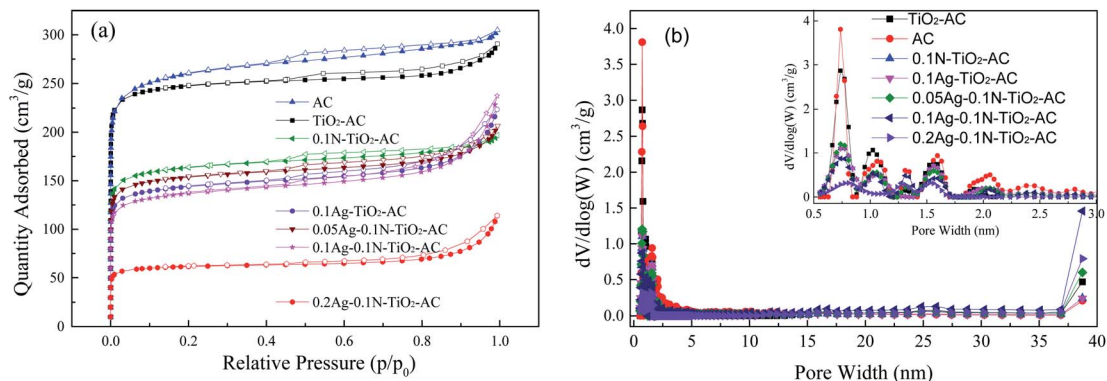 (a)
300
250
200
150
100
50
0
Quantity Adsorbed (cm³/g)
AC
TiO₂-AC
0.1N-TiO₂-AC
0.1Ag-TiO₂-AC
0.05Ag-0.1N-TiO₂-AC
0.1Ag-0.1N-TiO₂-AC
0.2Ag-0.1N-TiO₂-AC
0.0 0.2 0.4 0.6 0.8 1.0
Relative Pressure (p/p₀)
(b)
4.0
3.5
3.0
2.5
2.0
1.5
1.0
0.5
0.0
dV/dlog(W) (cm³/g)
0 5 10 15 20 25 30 35 40
Pore Width (nm)
4
3
2
1
0
dV/dlog(W) (cm³/g)
TiO₂-AC
AC
0.1N-TiO₂-AC
0.1Ag-TiO₂-AC
0.05Ag-0.1N-TiO₂-AC
0.1Ag-0.1N-TiO₂-AC
0.2Ag-0.1N-TiO₂-AC
0.5 1.0 1.5 2.0 2.5 3.0
Pore Width (nm)